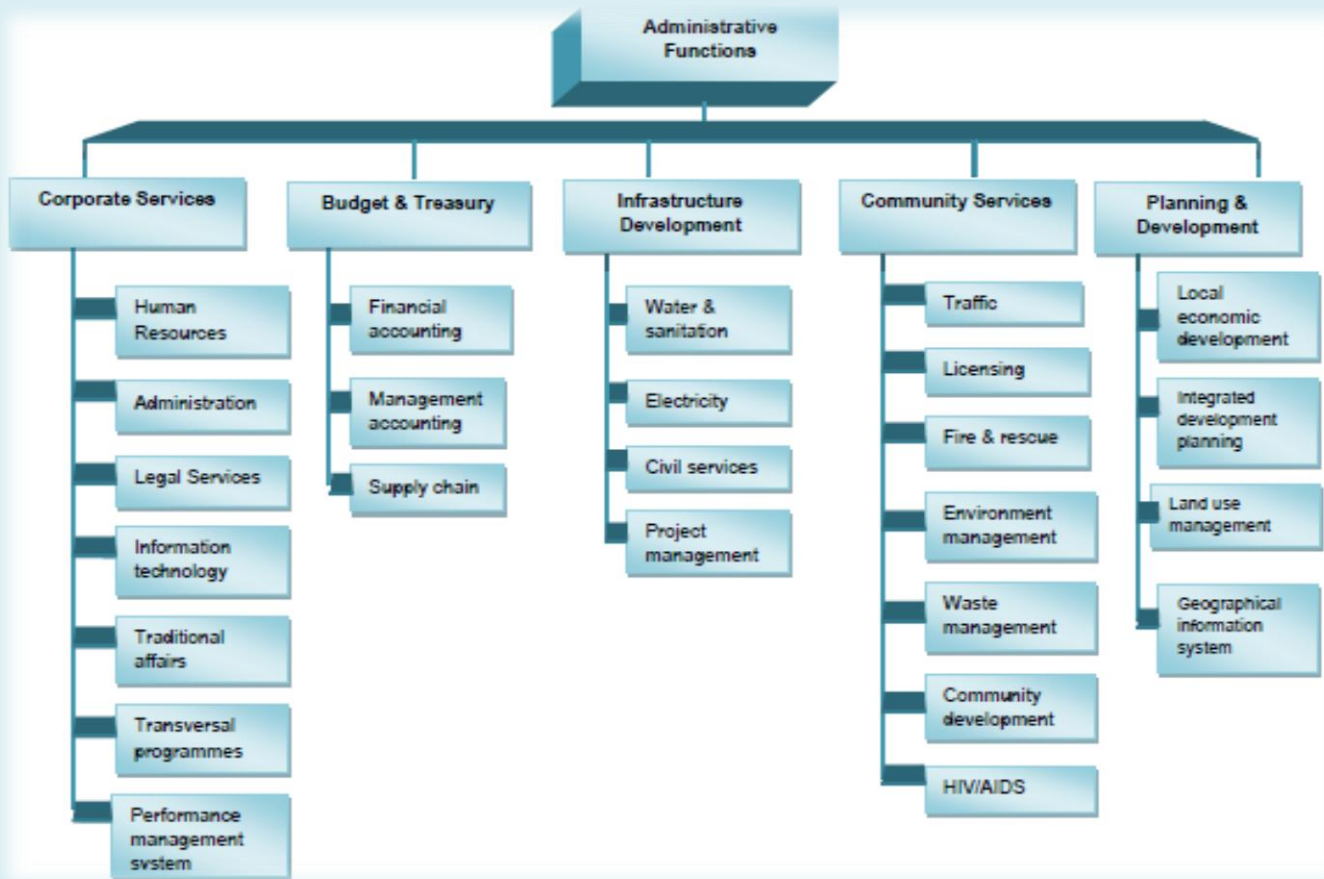 Administrative
Functions
Corporate Services
Human
Resources
Administration
Legal Services
Information
technology
Traditional
affairs
Transversal
programmes
Performance
management
system
Budget & Treasury
Financial
accounting
Management
accounting
Supply chain
Infrastructure
Development
Water &
sanitation
Electricity
Civil services
Project
management
Community Services
Traffic
Licensing
Fire & rescue
Environment
management
Waste
management
Community
development
HIV/AIDS
Planning &
Development
Local
economic
development
Integrated
development
planning
Land use
management
Geographical
information
system